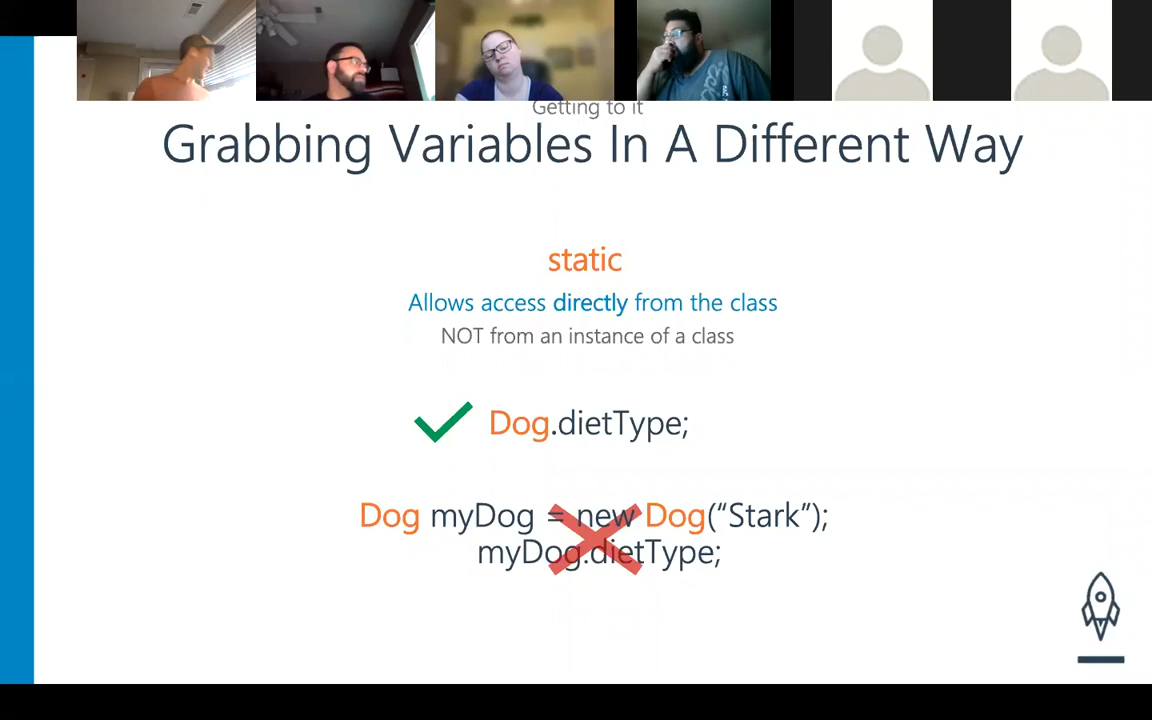 Getting to it
Grabbing Variables In A Different Way
static
Allows access directly from the class
NOT from an instance of a class
Dog.dietType;
Dog myDog = new Dog(“Stark”);
myDog.dietType;